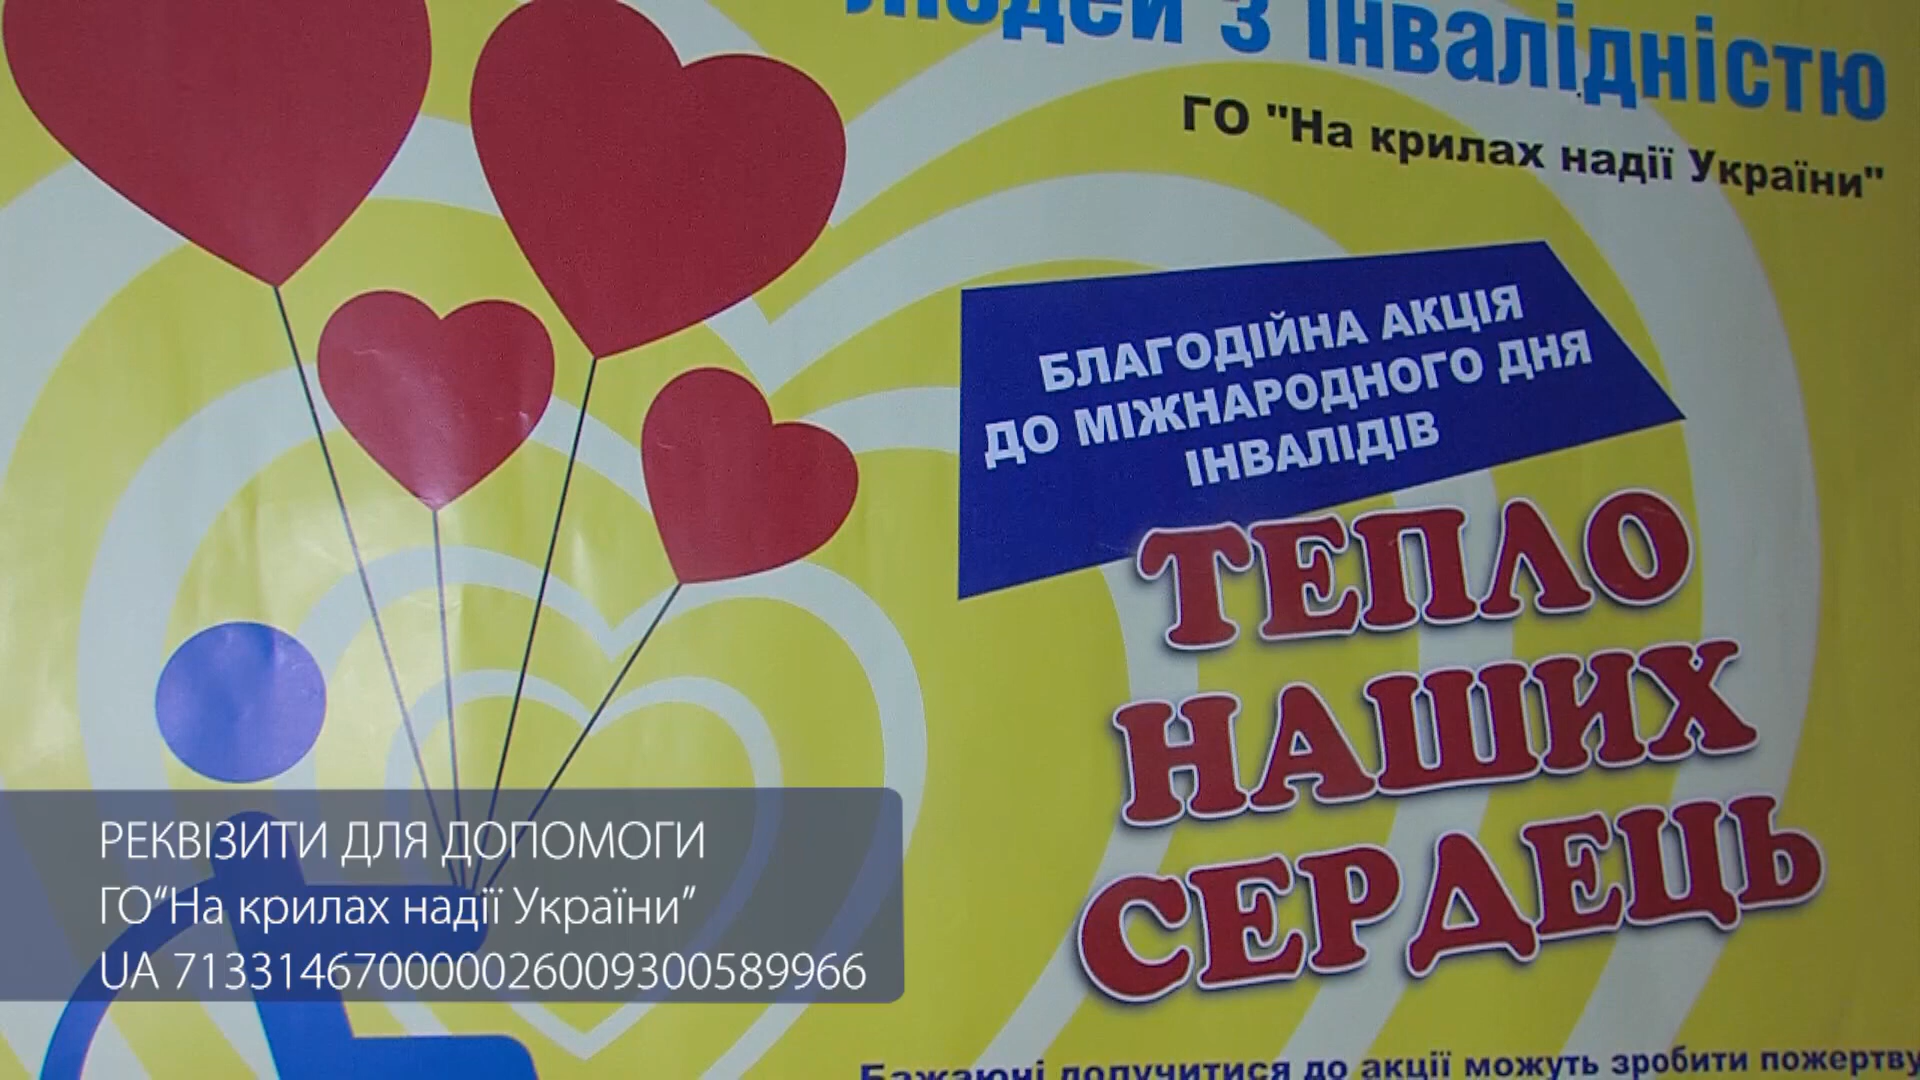 людей з інвалідністю
ГО "На крилах надії України"
БЛАГОДІЙНА АКЦІЯ
ДО МІЖНАРОДНОГО ДНЯ
ІНВАЛІДІВ
ТЕПЛО
НАШИХ
СЕРДЕЦЬ
РЕКВІЗИТИ ДЛЯ ДОПОМОГИ
ГО“На крилах надії України”
UA 713314670000026009300589966
Бажаючі долучитися до акції можуть зробити пожертву